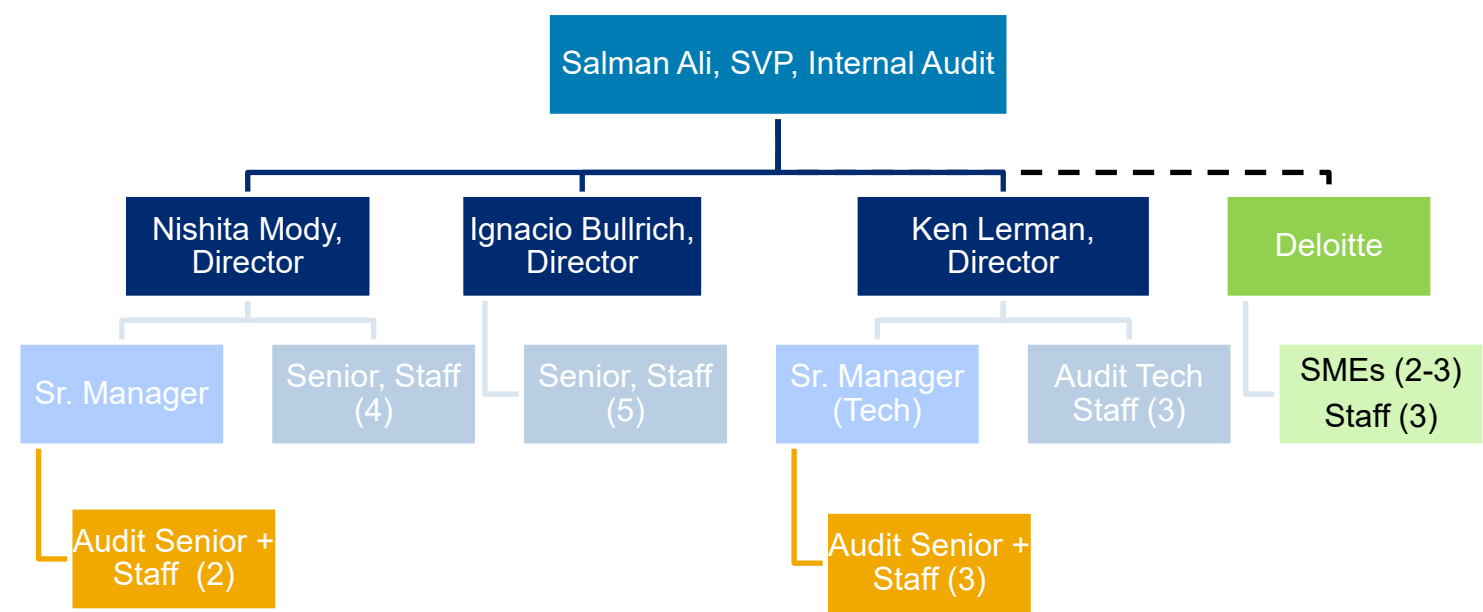 Salman Ali, SVP, Internal Audit
Nishita Mody,
Director
Ignacio Bullrich,
Director
Ken Lerman,
Director
Deloitte
Sr. Manager
Senior, Staff
(4)
Senior, Staff
(5)
Sr. Manager
(Tech)
Audit Tech
Staff (3)
SMEs (2-3)
Staff (3)
Audit Senior +
Staff (2)
Audit Senior +
Staff (3)